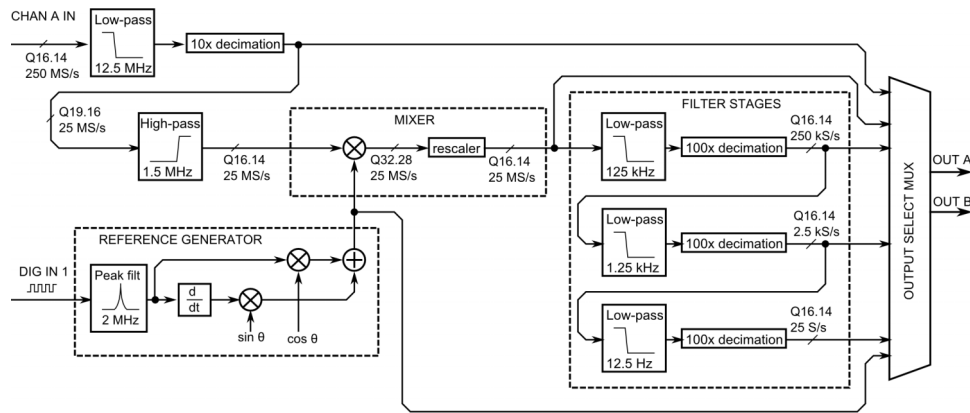 CHAN A IN
Q16.14
250 MS/s
Low-pass
12.5 MHz
10x decimation
Q19.16
25 MS/s
High-pass
1.5 MHz
Q16.14
25 MS/s
MIXER
Q32.28
25 MS/s
rescaler
Q16.14
25 MS/s
FILTER STAGES
Low-pass
125 kHz
100x decimation
Q16.14
250 kS/s
Low-pass
1.25 kHz
100x decimation
Q16.14
2.5 kS/s
Low-pass
12.5 Hz
100x decimation
Q16.14
25 S/s
OUTPUT SELECT MUX
OUT A
OUT B
REFERENCE GENERATOR
DIG IN 1
Peak filt
2 MHz
d
dt
sin θ
cos θ